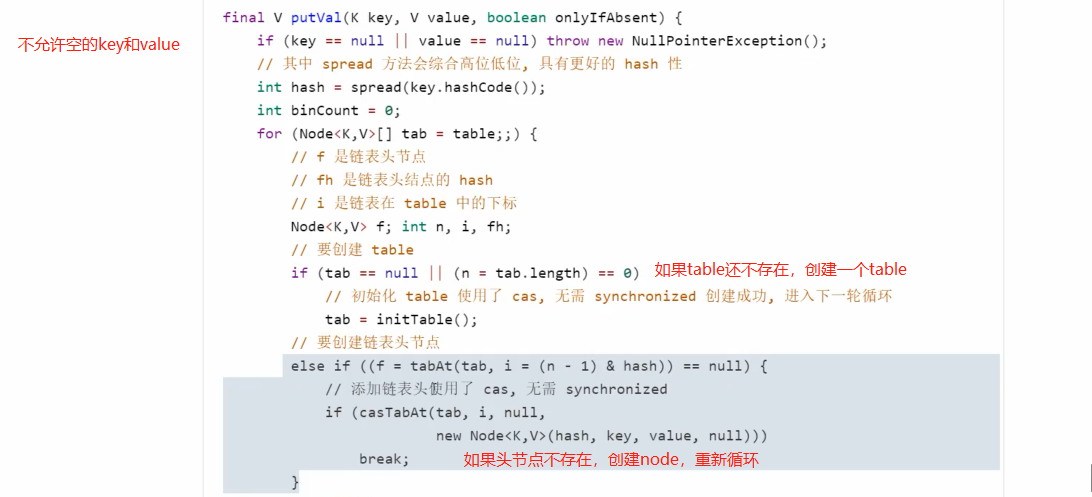 final V putVal(K key, V value, boolean onlyIfAbsent) {
不允许空的key和value
if (key == null || value == null) throw new NullPointerException();
// 其中 spread 方法会综合高位低位, 具有更好的 hash 性
int hash = spread(key.hashCode());
int binCount = 0;
for (Node<K,V>[] tab = table;;) {
// f 是链表头节点
// fh 是链表头结点的 hash
// i 是链表在 table 中的下标
Node<K,V> f; int n, i, fh;
// 要创建 table
if (tab == null || (n = tab.length) == 0) 如果table还不存在，创建一个table
// 初始化 table 使用了 cas, 无需 synchronized 创建成功, 进入下一轮循环
tab = initTable();
// 要创建链表头节点
else if ((f = tabAt(tab, i = (n - 1) & hash)) == null) {
// 添加链表头使用了 cas, 无需 synchronized
if (casTabAt(tab, i, null,
new Node<K,V>(hash, key, value, null)))
break; 如果头节点不存在，创建node，重新循环
}